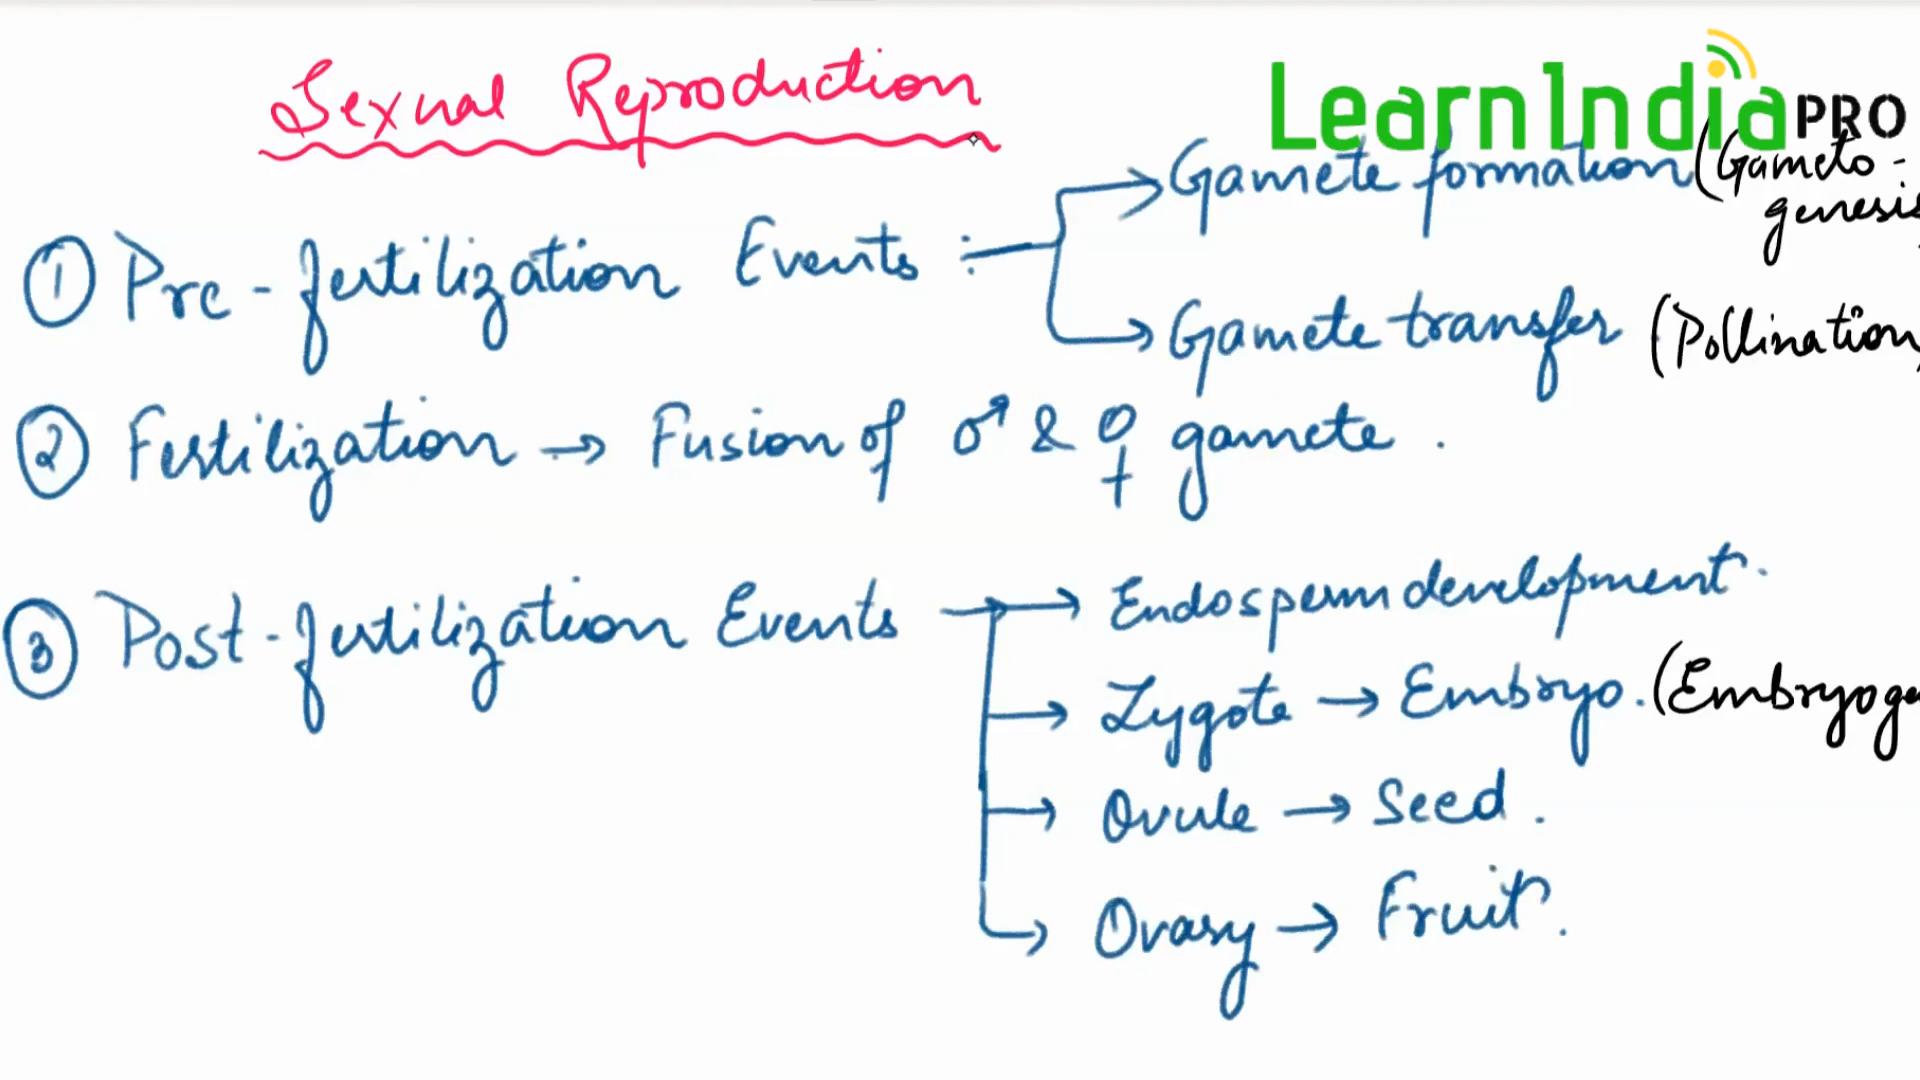 Sexual Reproduction
LearnIndia PRO
① Pre-fertilization Events :- → Gamete formation (Gameto-
genesis
→ Gamete transfer (Pollination)
② Fertilization → Fusion of ♂ & ♀ gamete.
③ Post-fertilization Events → Endosperm development.
→ Zygote → Embryo. (Embryoge
→ Ovule → Seed.
→ Ovary → Fruit.